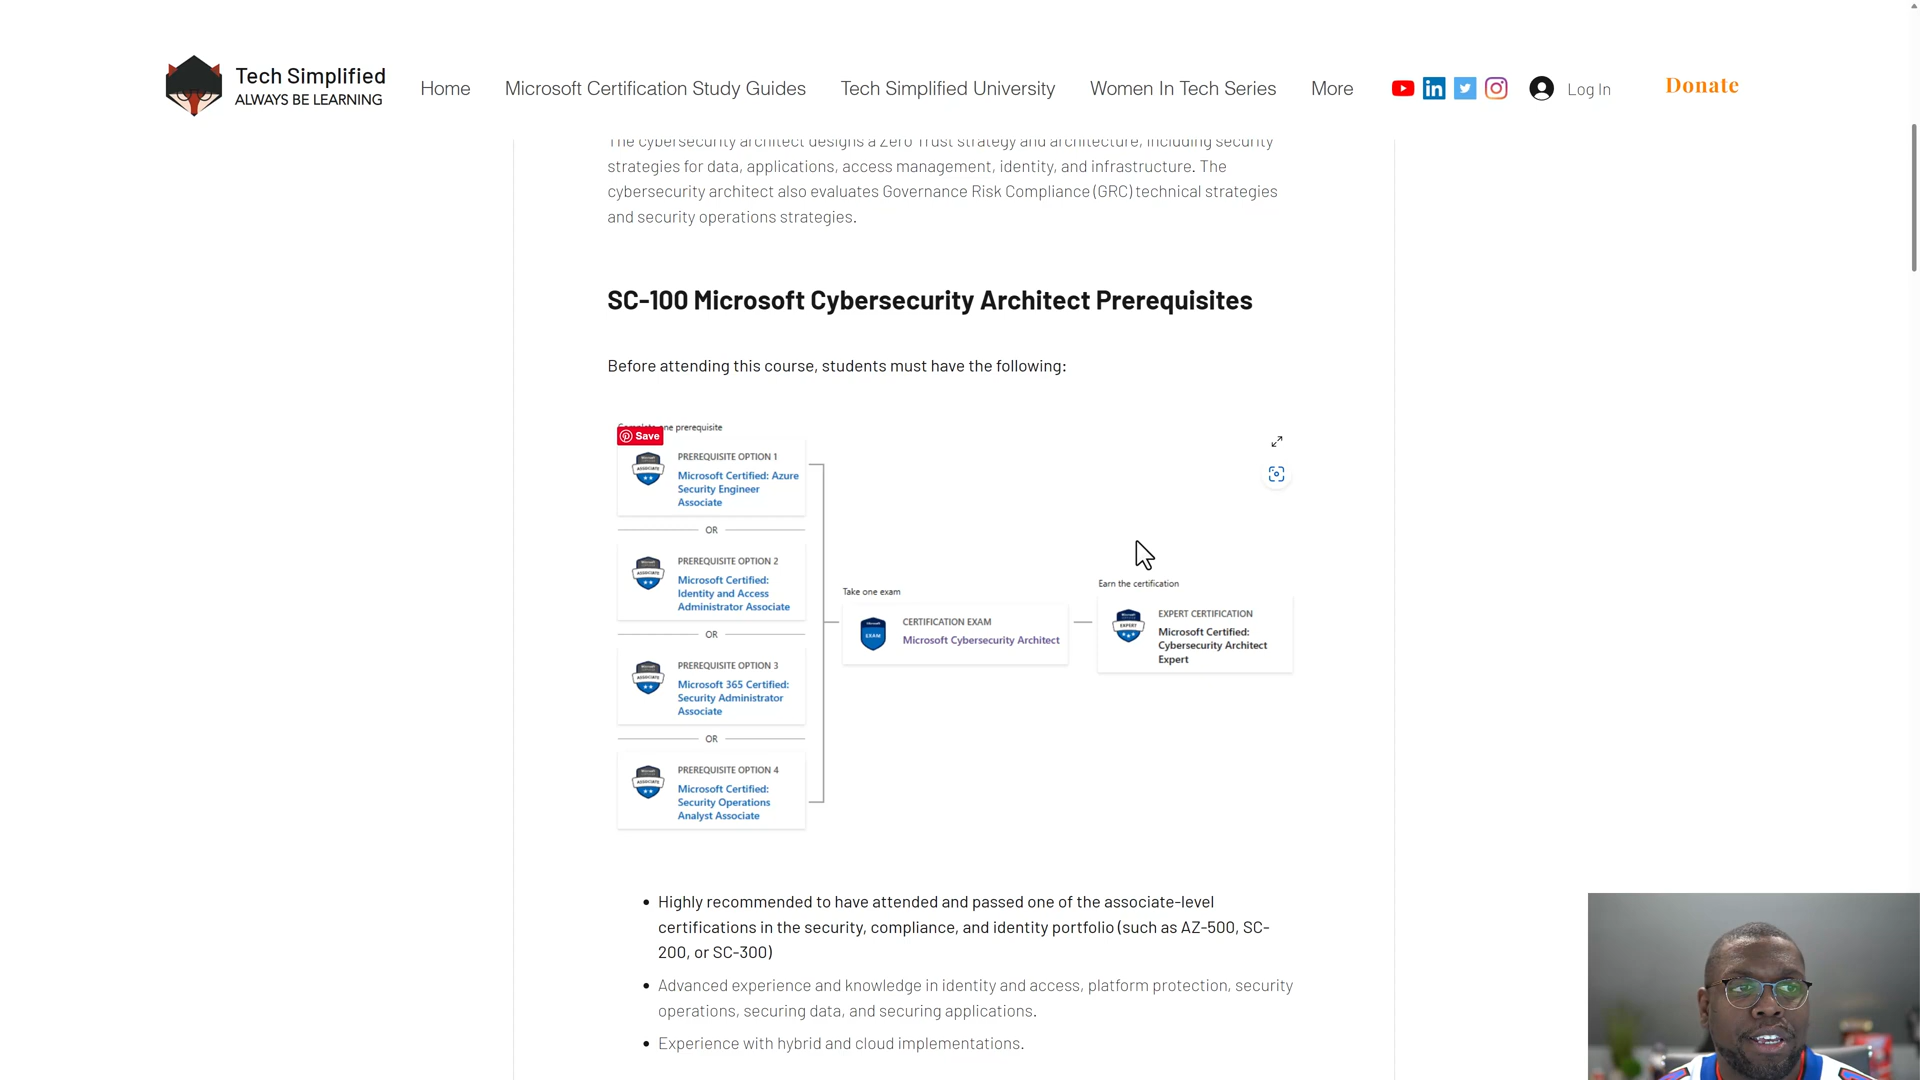 Tech Simplified
ALWAYS BE LEARNING
Home
Microsoft Certification Study Guides
Tech Simplified University
Women In Tech Series
More
Log In
Donate
The cybersecurity architect designs a Zero Trust strategy and architecture, including security
strategies for data, applications, access management, identity, and infrastructure. The
cybersecurity architect also evaluates Governance Risk Compliance (GRC) technical strategies
and security operations strategies.
SC-100 Microsoft Cybersecurity Architect Prerequisites
Before attending this course, students must have the following:
Complete one prerequisite
Save
PREREQUISITE OPTION 1
Microsoft Certified: Azure
Security Engineer
Associate
ASSOCIATE
OR
PREREQUISITE OPTION 2
Microsoft Certified:
Identity and Access
Administrator Associate
ASSOCIATE
OR
PREREQUISITE OPTION 3
Microsoft 365 Certified:
Security Administrator
Associate
ASSOCIATE
OR
PREREQUISITE OPTION 4
Microsoft Certified:
Security Operations
Analyst Associate
ASSOCIATE
Take one exam
EXAM
CERTIFICATION EXAM
Microsoft Cybersecurity Architect
Earn the certification
EXPERT
EXPERT CERTIFICATION
Microsoft Certified:
Cybersecurity Architect
Expert
Highly recommended to have attended and passed one of the associate-level
certifications in the security, compliance, and identity portfolio (such as AZ-500, SC-
200, or SC-300)
Advanced experience and knowledge in identity and access, platform protection, security
operations, securing data, and securing applications.
Experience with hybrid and cloud implementations.